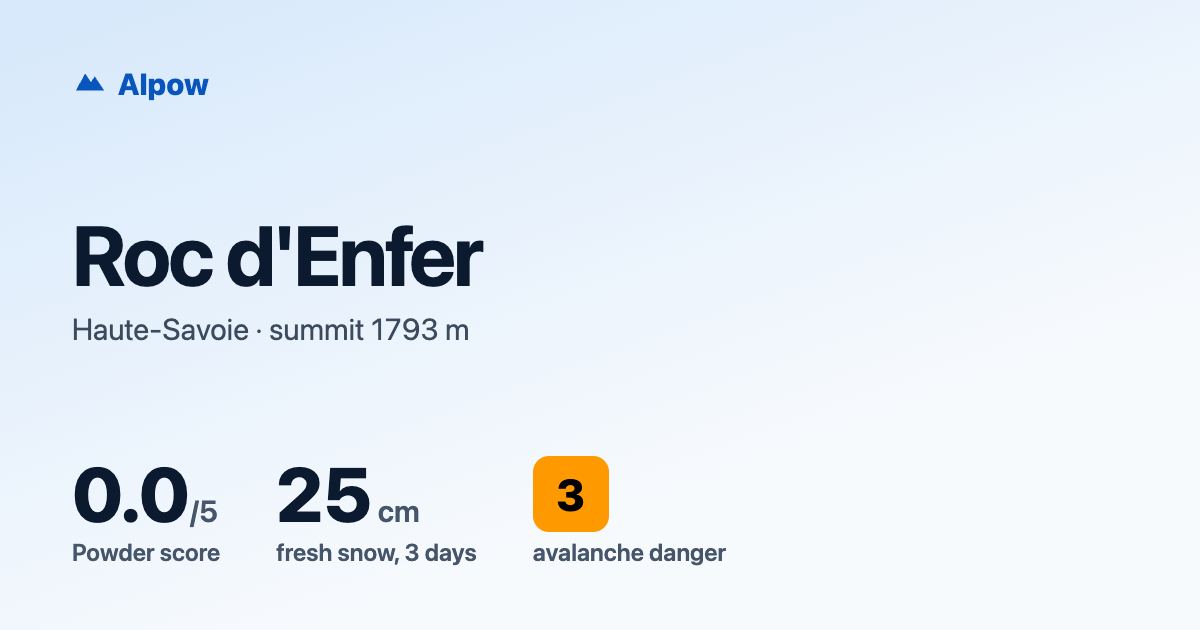 Alpow
Roc d'Enfer
Haute-Savoie · summit 1793 m
0.0/5 25 cm 3
Powder score fresh snow, 3 days avalanche danger